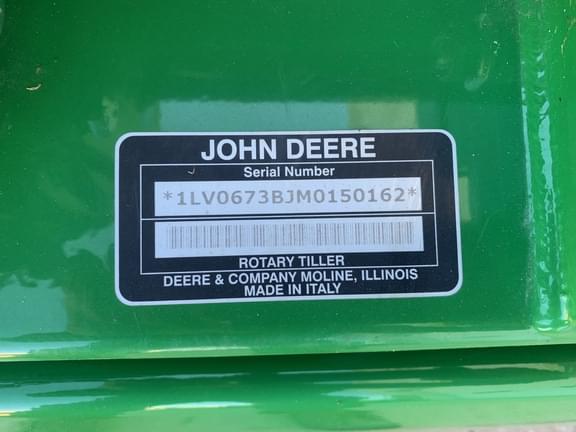 JOHN DEERE
Serial Number
*1LV0673BJM0150162*
ROTARY TILLER
DEERE & COMPANY MOLINE, ILLINOIS
MADE IN ITALY